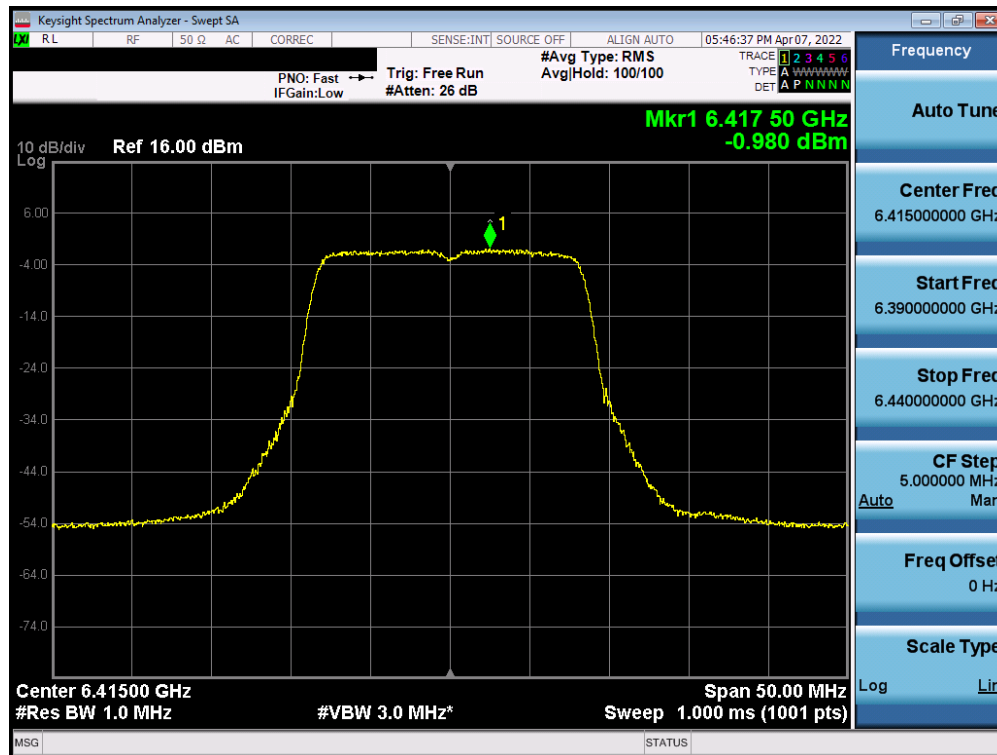 Keysight Spectrum Analyzer - Swept SA
LXI RL RF 50 Ω AC CORREC SENSE:INT SOURCE OFF ALIGN AUTO 05:46:37 PM Apr 07, 2022
PNO: Fast
IFGain:Low
Trig: Free Run
#Atten: 26 dB
#Avg Type: RMS
Avg|Hold: 100/100
TRACE 1 2 3 4 5 6
TYPE A WWWWW
DET A P N N N N
Mkr1 6.417 50 GHz
-0.980 dBm
10 dB/div Ref 16.00 dBm
Log
1
6.00
-4.00
-14.0
-24.0
-34.0
-44.0
-54.0
-64.0
-74.0
Center 6.41500 GHz Span 50.00 MHz
#Res BW 1.0 MHz #VBW 3.0 MHz* Sweep 1.000 ms (1001 pts)
MSG STATUS
Frequency
Auto Tune
Center Freq
6.415000000 GHz
Start Freq
6.390000000 GHz
Stop Freq
6.440000000 GHz
CF Step
5.000000 MHz
Auto Man
Freq Offset
0 Hz
Scale Type
Log Lin